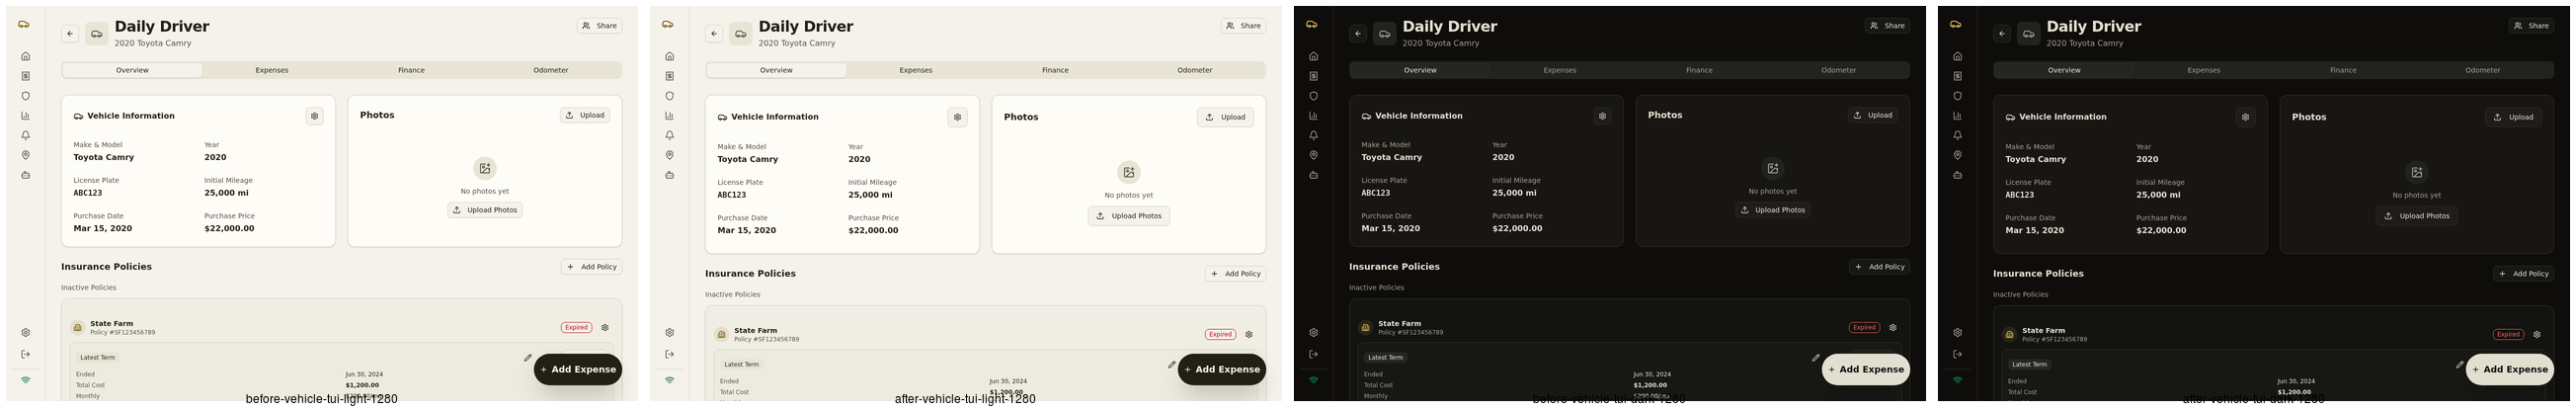 Daily Driver
2020 Toyota Camry
Share
Overview
Expenses
Finance
Odometer
Vehicle Information
Make & Model
Year
Toyota Camry
2020
License Plate
Initial Mileage
ABC123
25,000 mi
Purchase Date
Purchase Price
Mar 15, 2020
$22,000.00
Photos
Upload
No photos yet
Upload Photos
Insurance Policies
+ Add Policy
Inactive Policies
State Farm
Policy #SF123456789
Expired
Latest Term
Ended
Jun 30, 2024
Total Cost
$1,200.00
Monthly
+ Add Expense
before-vehicle-tui-light-1280
Daily Driver
2020 Toyota Camry
Share
Overview
Expenses
Finance
Odometer
Vehicle Information
Make & Model
Year
Toyota Camry
2020
License Plate
Initial Mileage
ABC123
25,000 mi
Purchase Date
Purchase Price
Mar 15, 2020
$22,000.00
Photos
Upload
No photos yet
Upload Photos
Insurance Policies
+ Add Policy
Inactive Policies
State Farm
Policy #SF123456789
Expired
Latest Term
Ended
Jun 30, 2024
Total Cost
$1,200.00
+ Add Expense
after-vehicle-tui-light-1280
Daily Driver
2020 Toyota Camry
Share
Overview
Expenses
Finance
Odometer
Vehicle Information
Make & Model
Year
Toyota Camry
2020
License Plate
Initial Mileage
ABC123
25,000 mi
Purchase Date
Purchase Price
Mar 15, 2020
$22,000.00
Photos
Upload
No photos yet
Upload Photos
Insurance Policies
+ Add Policy
Inactive Policies
State Farm
Policy #SF123456789
Expired
Latest Term
Ended
Jun 30, 2024
Total Cost
$1,200.00
Monthly
+ Add Expense
before-vehicle-tui-dark-1280
Daily Driver
2020 Toyota Camry
Share
Overview
Expenses
Finance
Odometer
Vehicle Information
Make & Model
Year
Toyota Camry
2020
License Plate
Initial Mileage
ABC123
25,000 mi
Purchase Date
Purchase Price
Mar 15, 2020
$22,000.00
Photos
Upload
No photos yet
Upload Photos
Insurance Policies
+ Add Policy
Inactive Policies
State Farm
Policy #SF123456789
Expired
Latest Term
Ended
Jun 30, 2024
Total Cost
$1,200.00
+ Add Expense
after-vehicle-tui-dark-1280